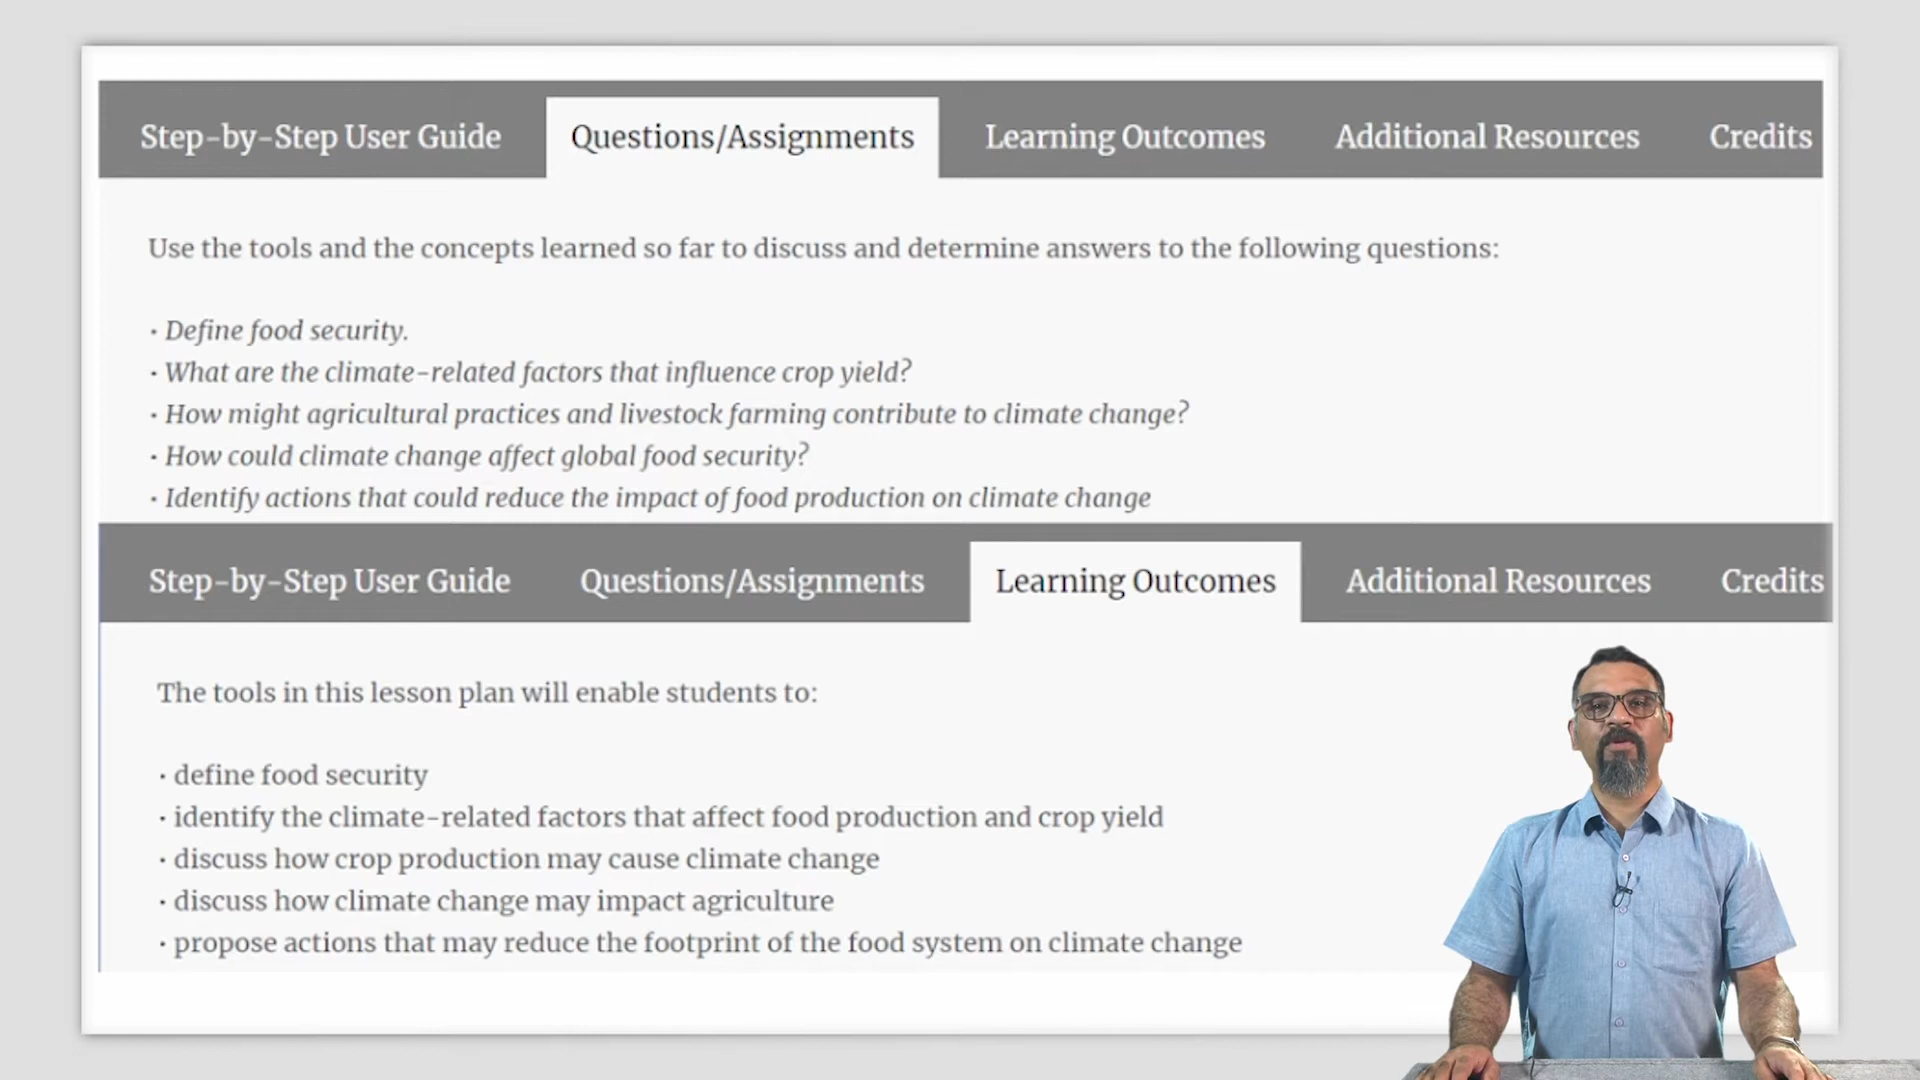 Step-by-Step User Guide Questions/Assignments Learning Outcomes Additional Resources Credits
Use the tools and the concepts learned so far to discuss and determine answers to the following questions:
• Define food security.
• What are the climate-related factors that influence crop yield?
• How might agricultural practices and livestock farming contribute to climate change?
• How could climate change affect global food security?
• Identify actions that could reduce the impact of food production on climate change
Step-by-Step User Guide Questions/Assignments Learning Outcomes Additional Resources Credits
The tools in this lesson plan will enable students to:
• define food security
• identify the climate-related factors that affect food production and crop yield
• discuss how crop production may cause climate change
• discuss how climate change may impact agriculture
• propose actions that may reduce the footprint of the food system on climate change